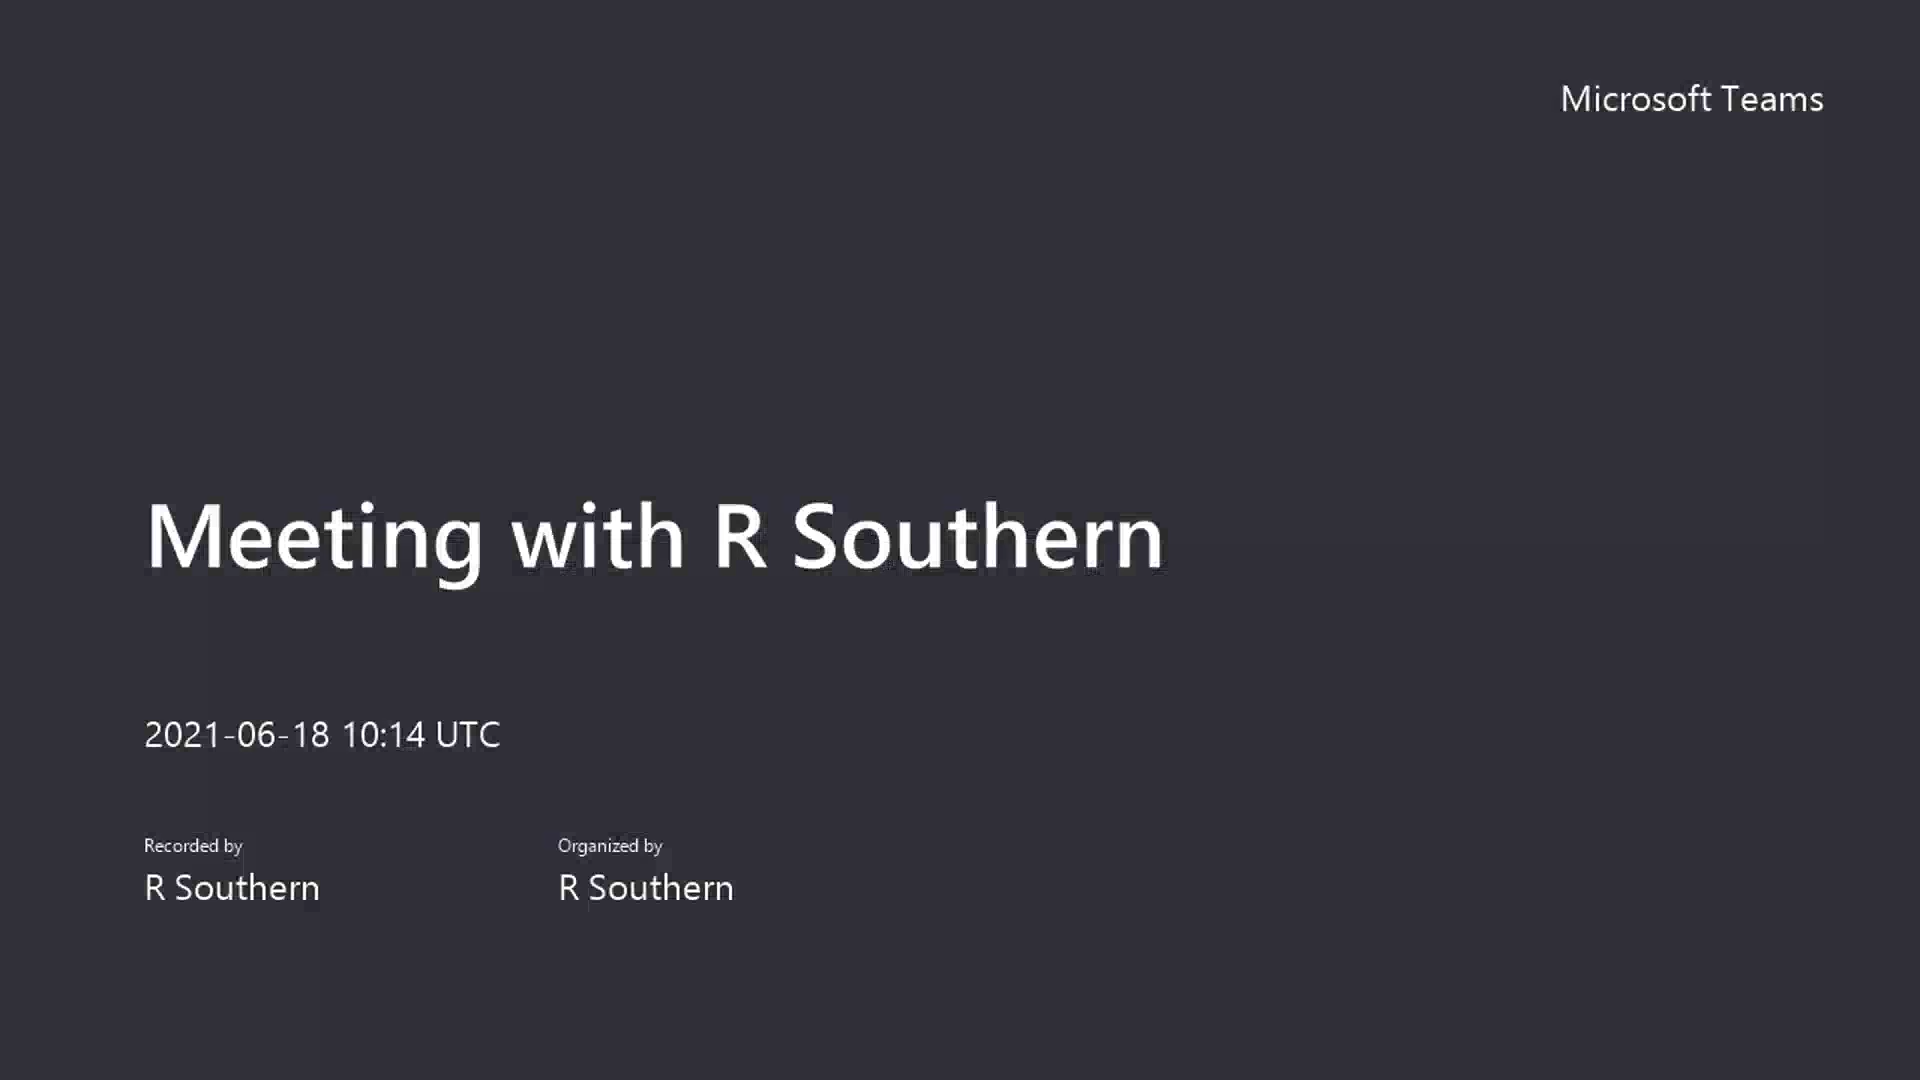 Microsoft Teams
Meeting with R Southern
2021-06-18 10:14 UTC
Recorded by
R Southern
Organized by
R Southern